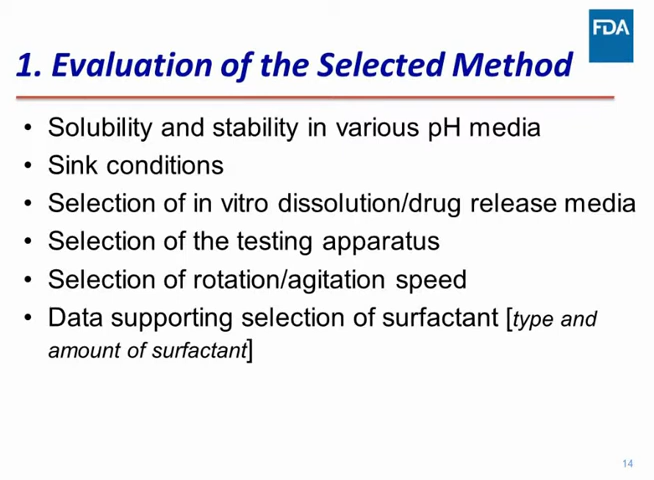 FDA
1. Evaluation of the Selected Method
• Solubility and stability in various pH media
• Sink conditions
• Selection of in vitro dissolution/drug release media
• Selection of the testing apparatus
• Selection of rotation/agitation speed
• Data supporting selection of surfactant [type and
amount of surfactant]
14